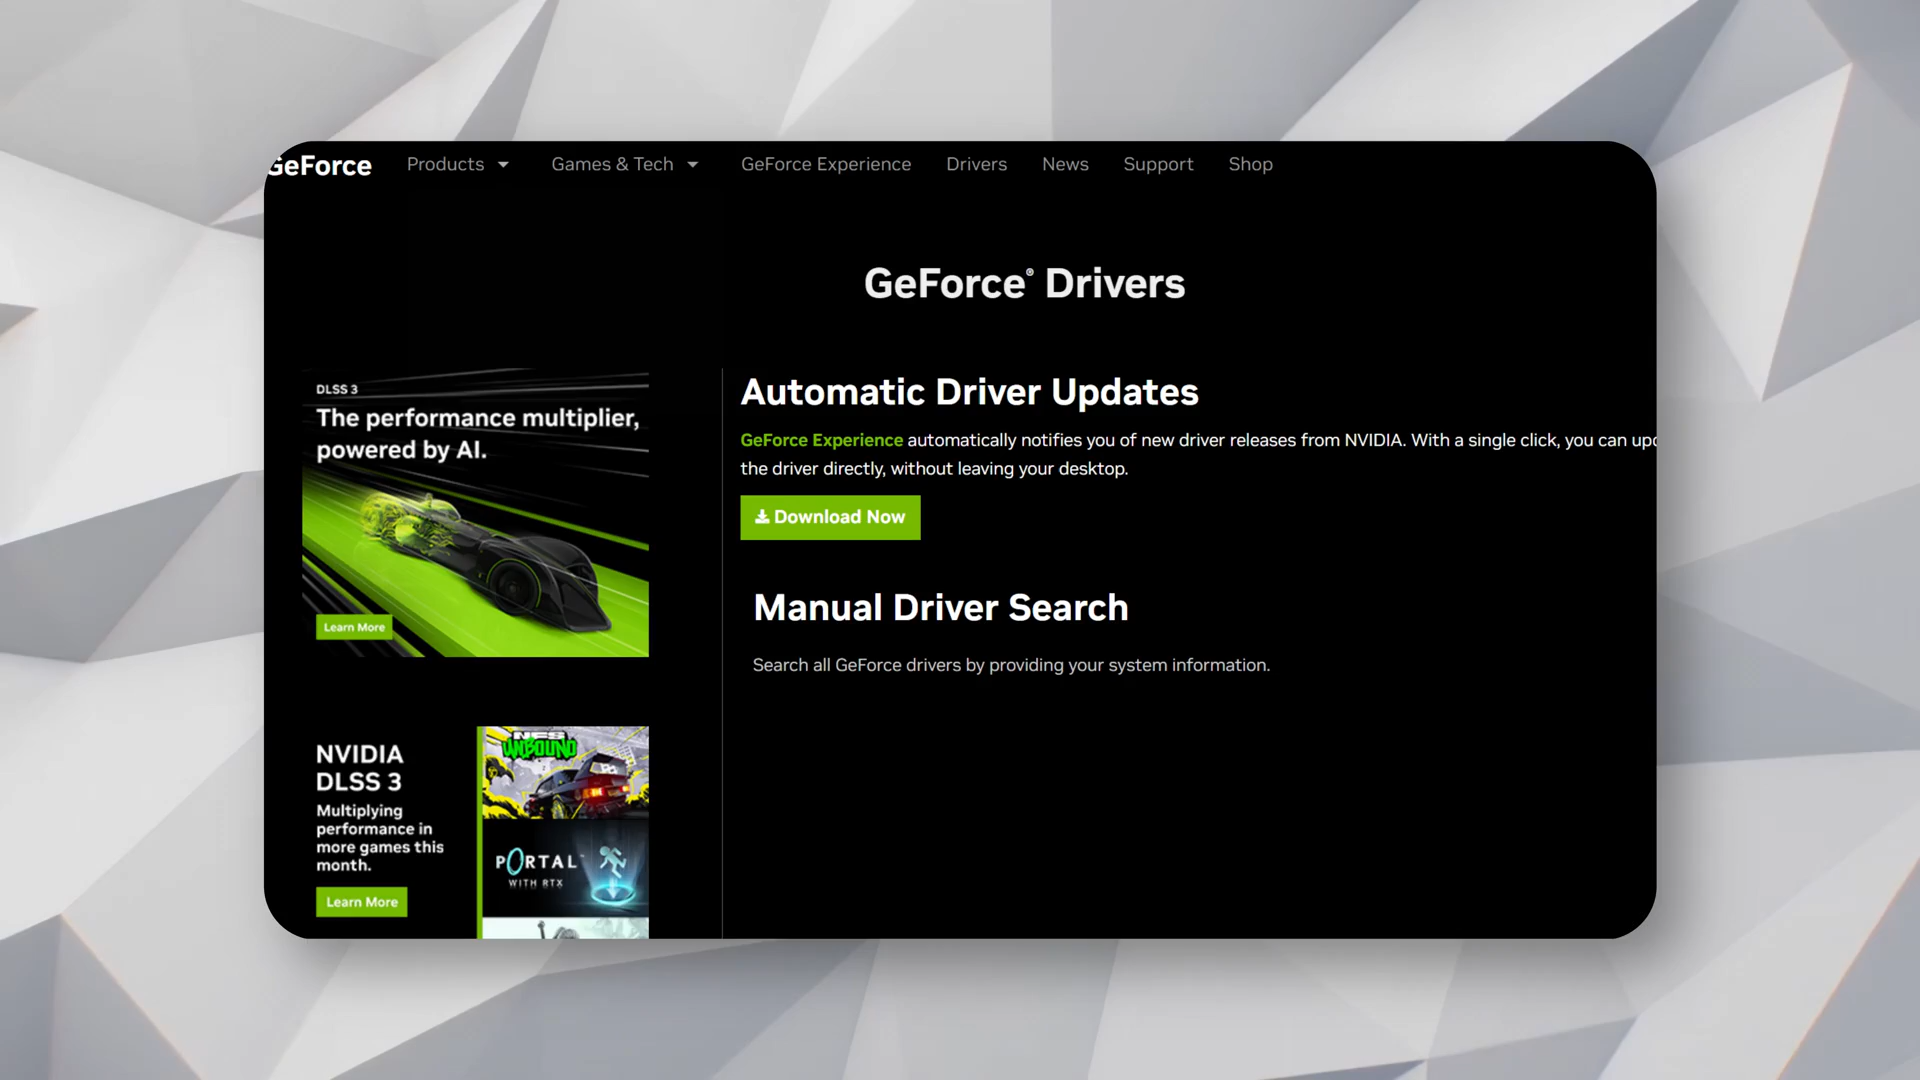 GeForce Products Games & Tech GeForce Experience Drivers News Support Shop
GeForce® Drivers
DLSS 3
The performance multiplier,
powered by AI.
Learn More
NVIDIA
DLSS 3
Multiplying
performance in
more games this
month.
Learn More
NFS
UNBOUND
PORTAL™
WITH RTX
Automatic Driver Updates
GeForce Experience automatically notifies you of new driver releases from NVIDIA. With a single click, you can
the driver directly, without leaving your desktop.
Download Now
Manual Driver Search
Search all GeForce drivers by providing your system information.